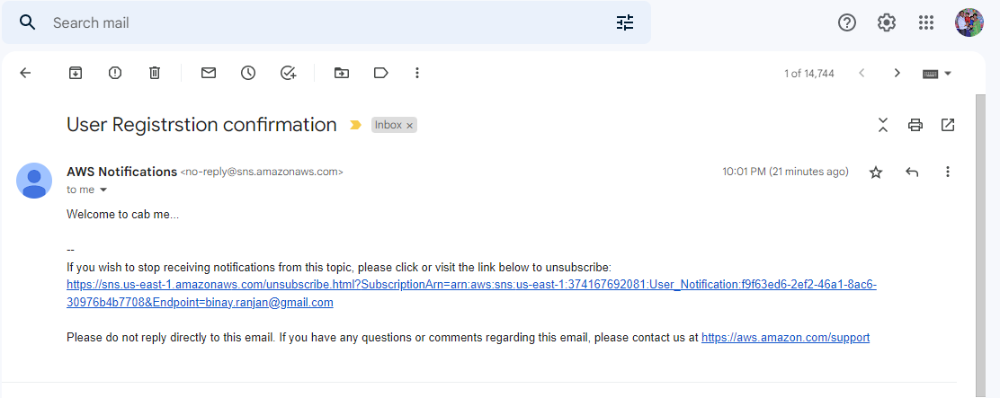 Search mail
1 of 14,744
User Registrstion confirmation
Inbox ×
AWS Notifications <no-reply@sns.amazonaws.com>
10:01 PM (21 minutes ago)
to me
Welcome to cab me...
--
If you wish to stop receiving notifications from this topic, please click or visit the link below to unsubscribe:
https://sns.us-east-1.amazonaws.com/unsubscribe.html?SubscriptionArn=arn:aws:sns:us-east-1:374167692081:User_Notification:f9f63ed6-2ef2-46a1-8ac6-
30976b4b7708&Endpoint=binay.ranjan@gmail.com
Please do not reply directly to this email. If you have any questions or comments regarding this email, please contact us at https://aws.amazon.com/support